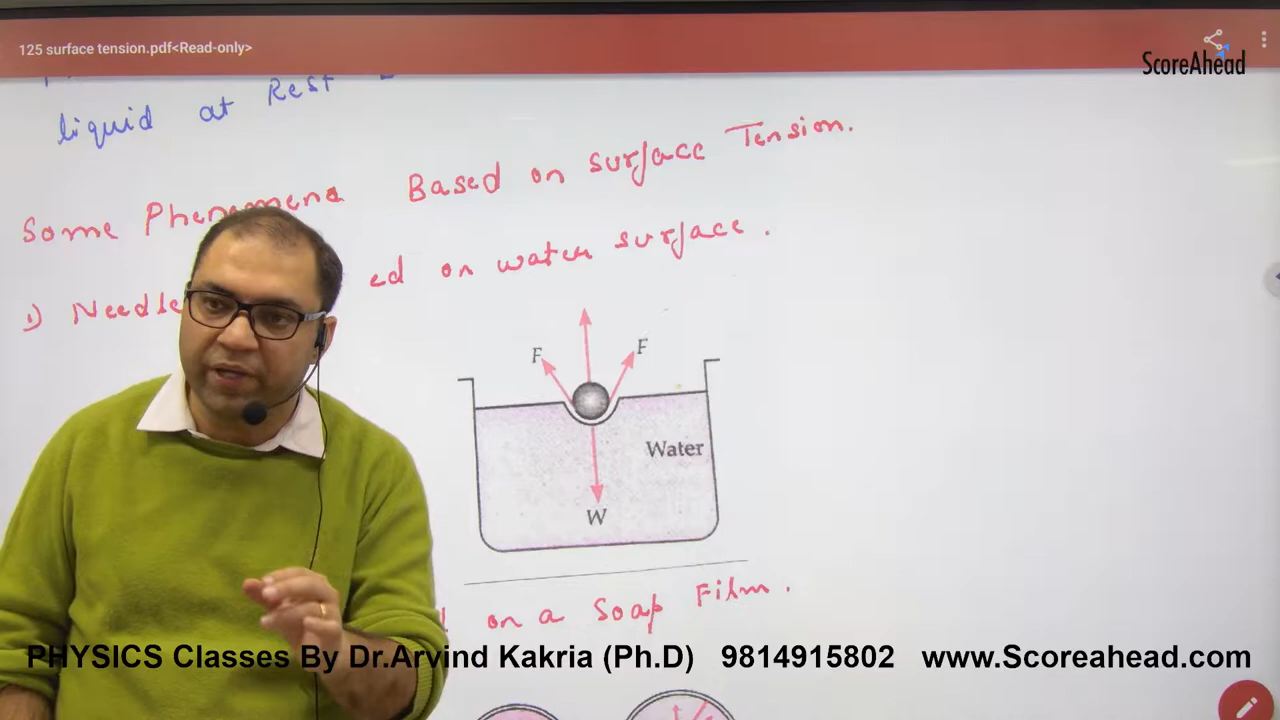 125 surface tension.pdf<Read-only>
ScoreAhead
liquid at Rest
Some Phenomena Based on surface Tension.
1) Needle ed on water surface.
F F
Water
W
on a Soap Film.
PHYSICS Classes By Dr.Arvind Kakria (Ph.D) 9814915802 www.Scoreahead.com